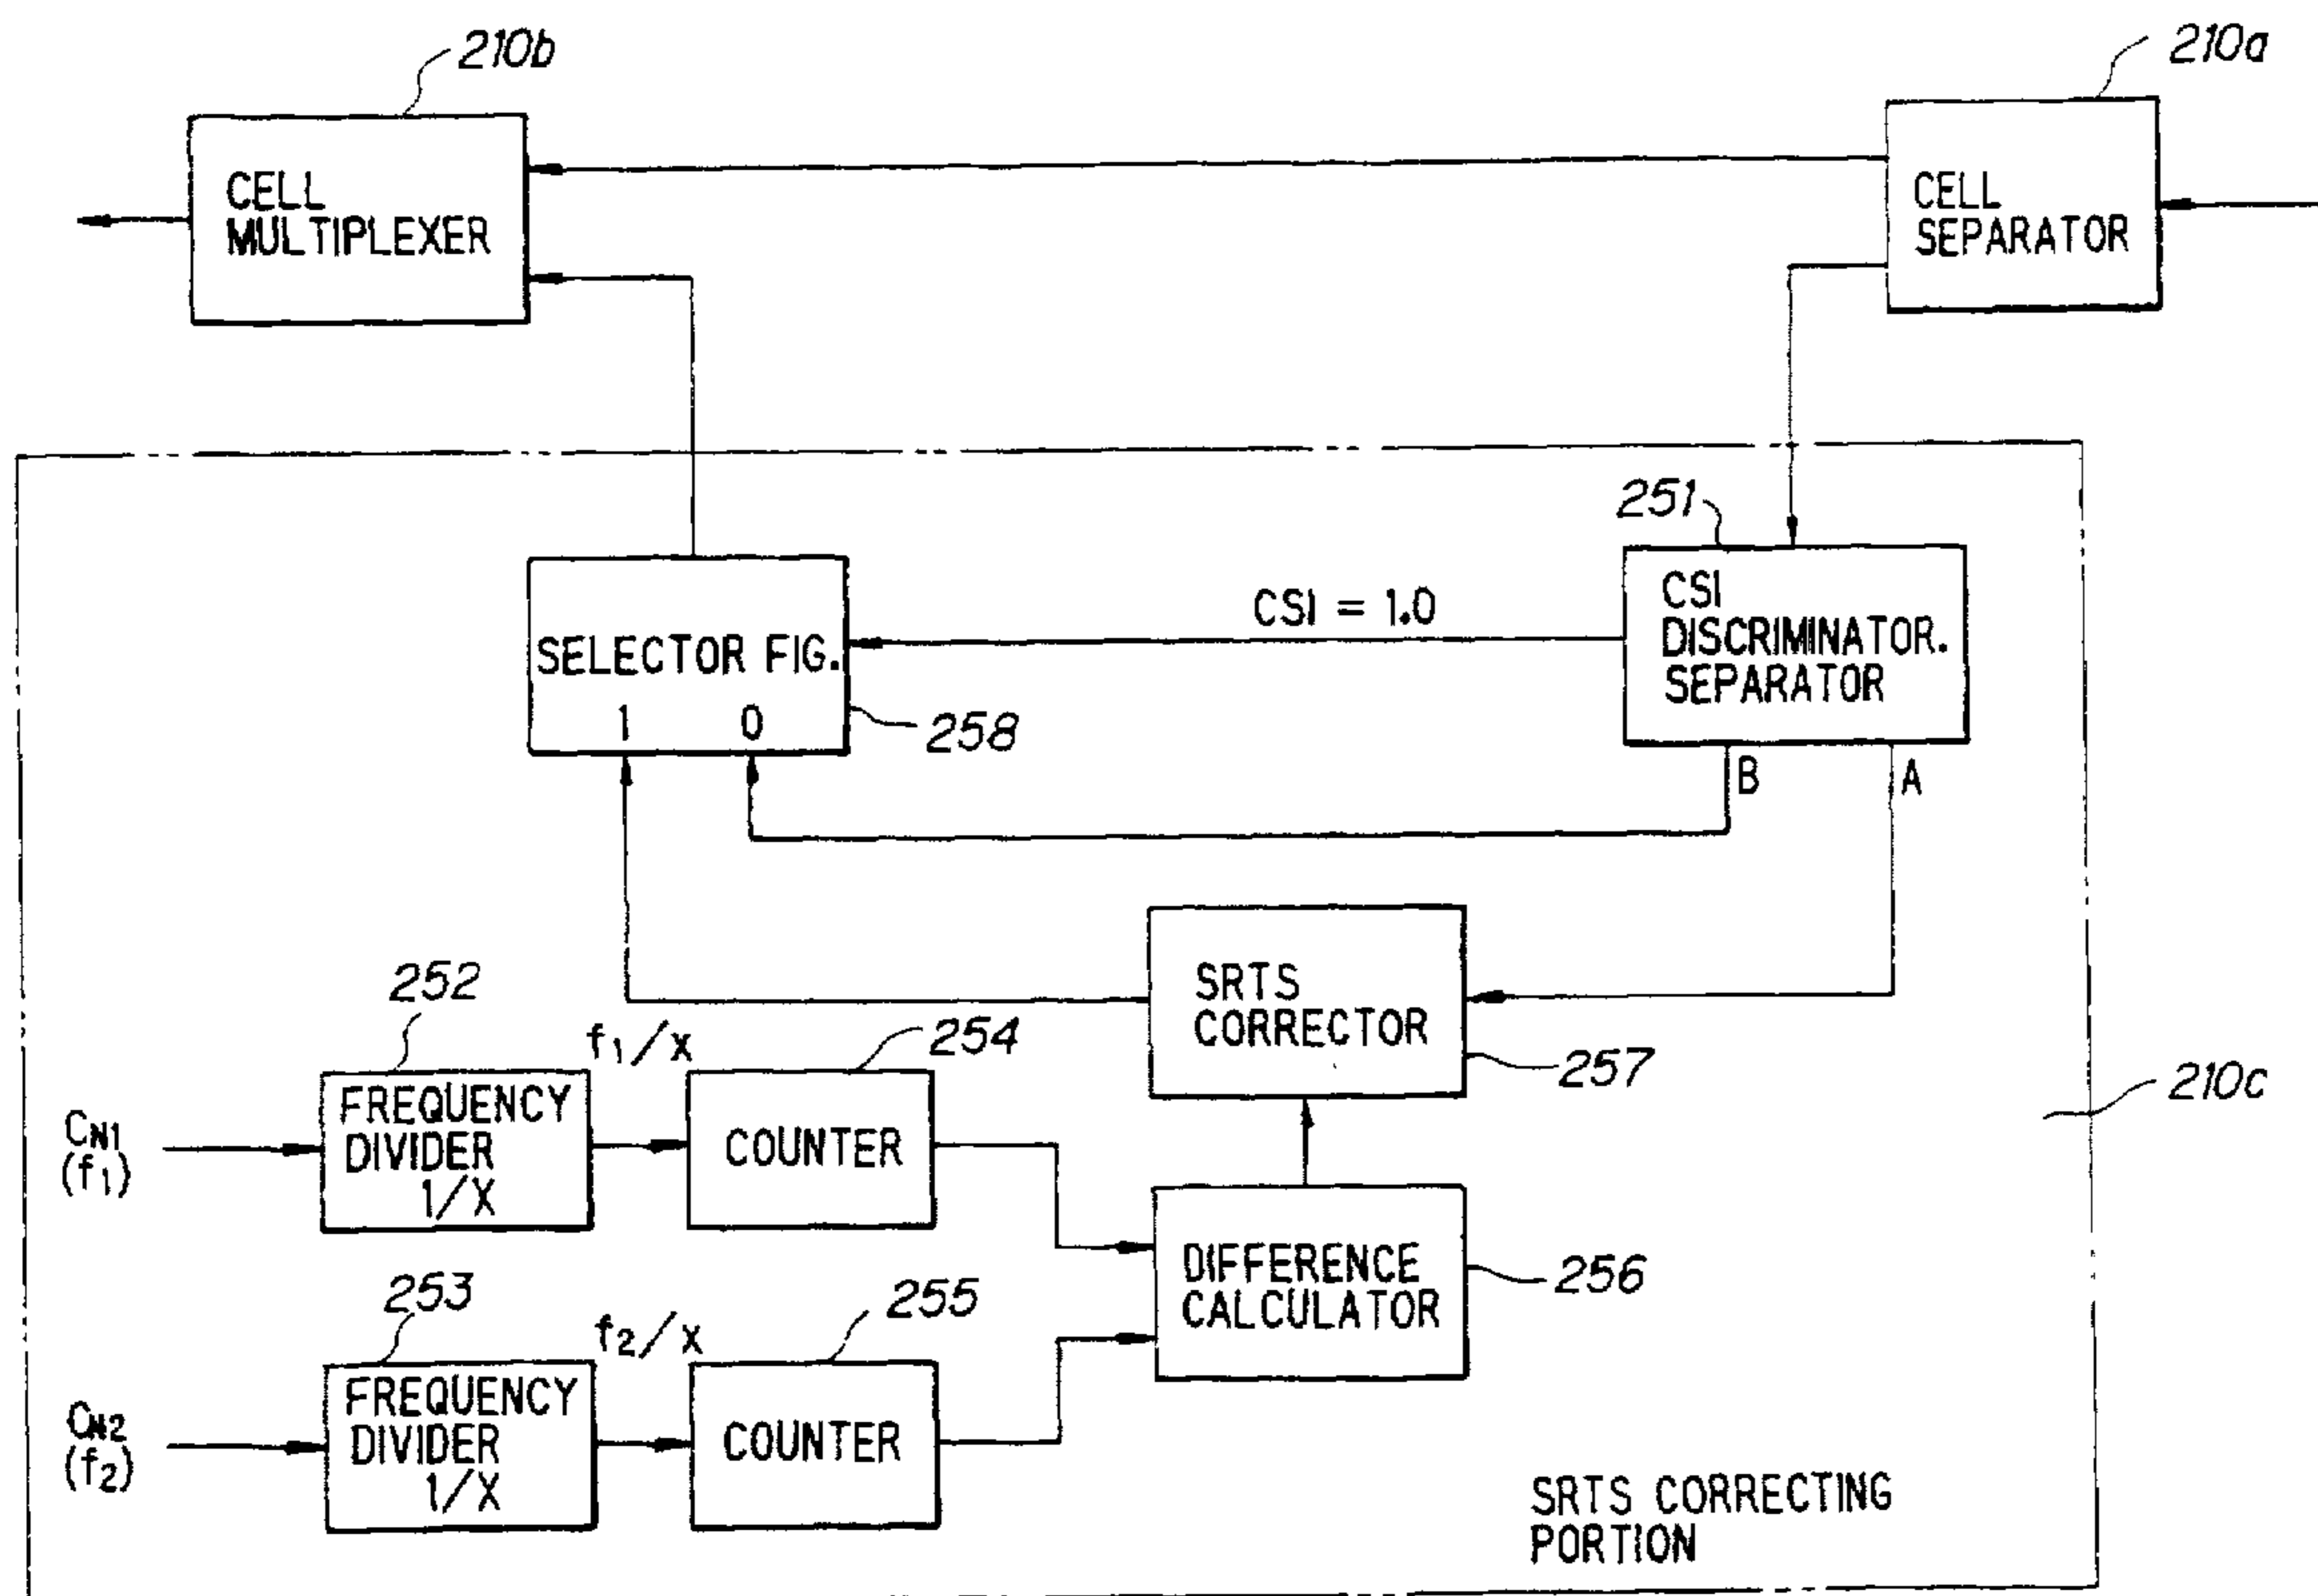 210b
210a
CELL
MULTIPLEXER
CELL
SEPARATOR
251
CSI = 1.0
CSI
DISCRIMINATOR.
SEPARATOR
SELECTOR FIG.
1 0
258
B A
252
f1/x
254
SRTS
CORRECTOR
257
210c
CN1
(f1)
FREQUENCY
DIVIDER
1/X
COUNTER
253
f2/x
255
DIFFERENCE
CALCULATOR
256
CN2
(f2)
FREQUENCY
DIVIDER
1/X
COUNTER
SRTS CORRECTING
PORTION